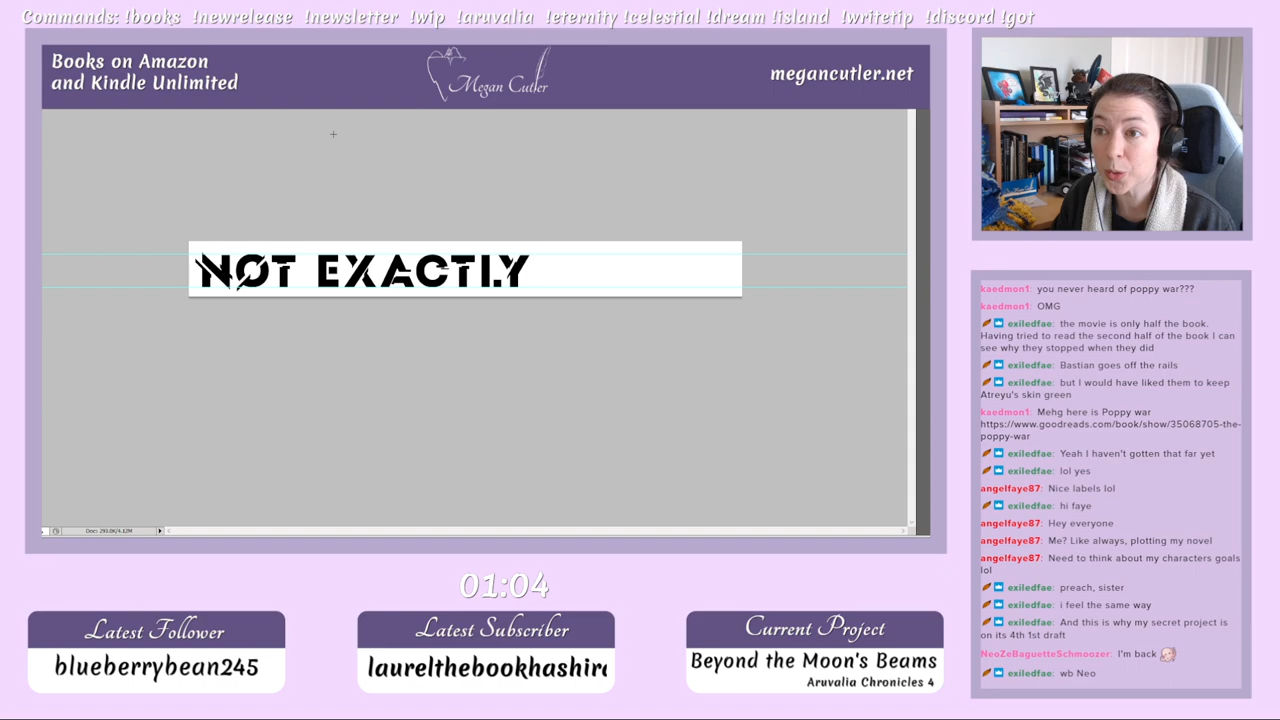 Commands: !books !newrelease !newsletter !wip !aruvalia !eternity !celestial !dream !island !writetip !discord !got
Books on Amazon
and Kindle Unlimited
Megan Cutler
megancutler.net
NOT EXACTLY
Doc: 293.0K/4.12M
01:04
Latest Follower
blueberrybean245
Latest Subscriber
laurelthebookhashira
Current Project
Beyond the Moon's Beams
Aruvalia Chronicles 4
kaedmon1: you never heard of poppy war???
kaedmon1: OMG
exiledfae: the movie is only half the book.
Having tried to read the second half of the book I can
see why they stopped when they did
exiledfae: Bastian goes off the rails
exiledfae: but I would have liked them to keep
Atreyu's skin green
kaedmon1: Mehg here is Poppy war
https://www.goodreads.com/book/show/35068705-the-
poppy-war
exiledfae: Yeah I haven't gotten that far yet
exiledfae: lol yes
angelfaye87: Nice labels lol
exiledfae: hi faye
angelfaye87: Hey everyone
angelfaye87: Me? Like always, plotting my novel
angelfaye87: Need to think about my characters goals
lol
exiledfae: preach, sister
exiledfae: i feel the same way
exiledfae: And this is why my secret project is
on its 4th 1st draft
NeoZeBaguetteSchmoozer: I'm back
exiledfae: wb Neo